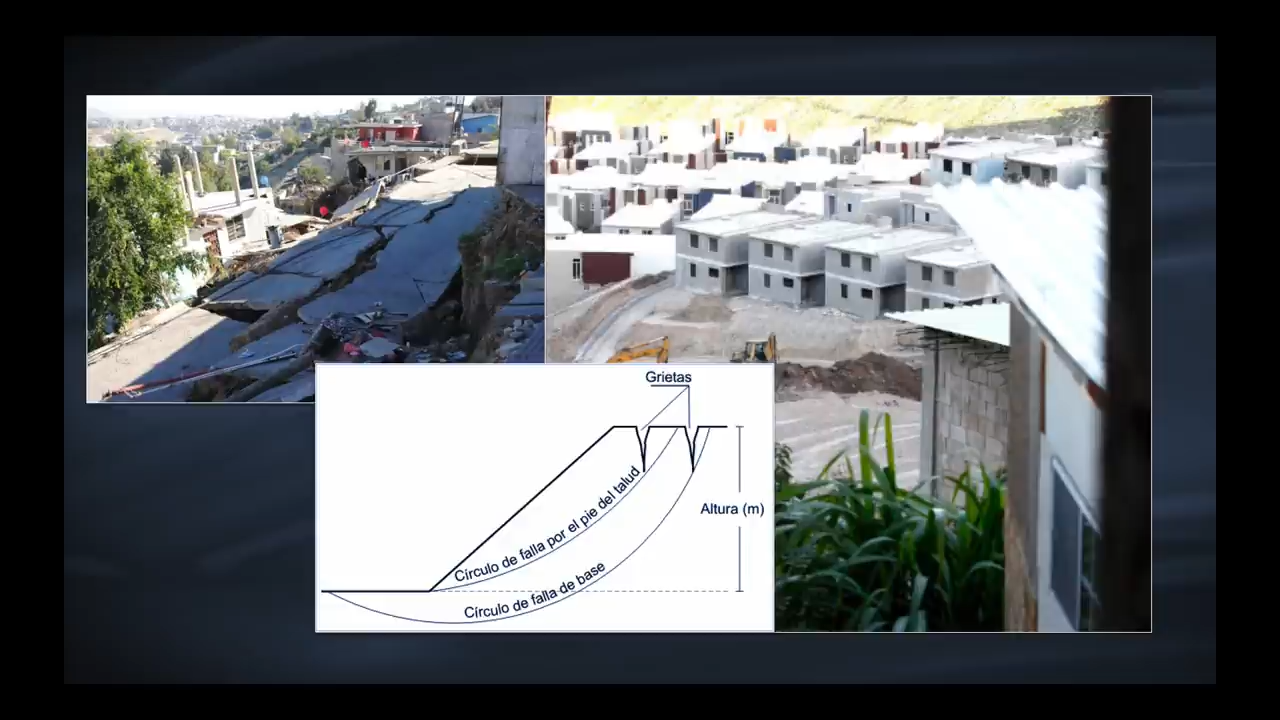 Grietas
Altura (m)
Círculo de falla por el pie del talud
Círculo de falla de base